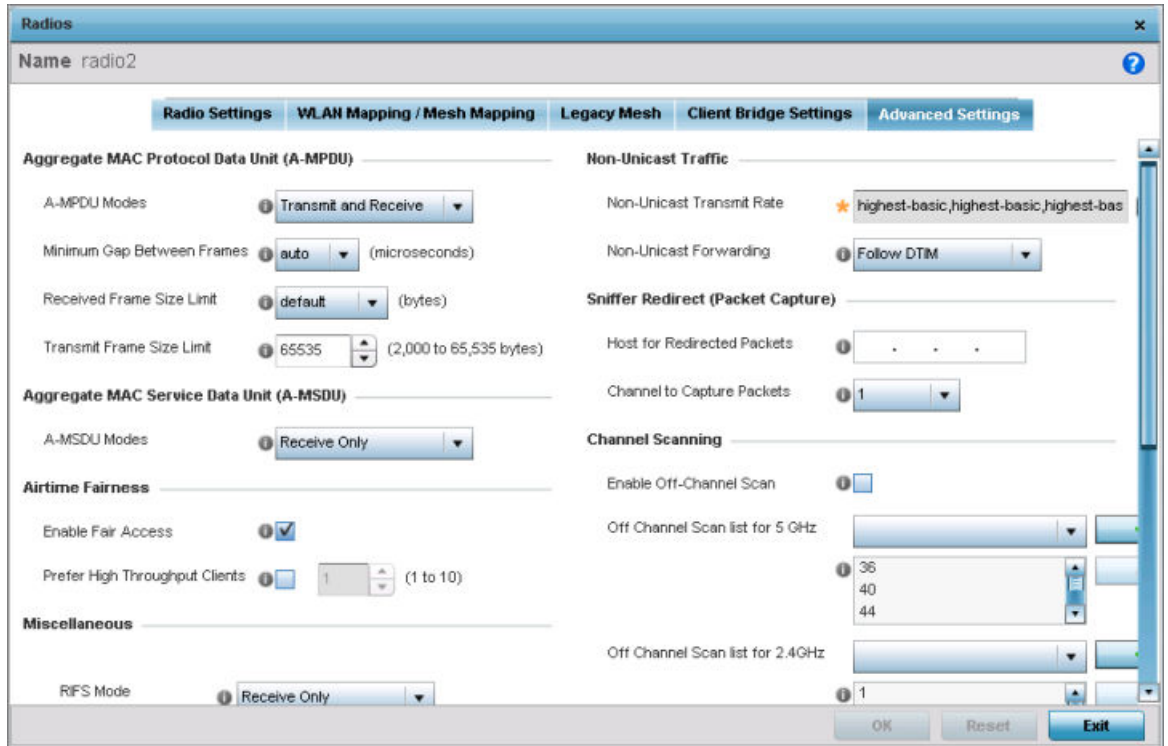 Radios
Name radio2
Radio Settings WLAN Mapping / Mesh Mapping Legacy Mesh Client Bridge Settings Advanced Settings
Aggregate MAC Protocol Data Unit (A-MPDU)
A-MPDU Modes Transmit and Receive
Minimum Gap Between Frames auto (microseconds)
Received Frame Size Limit default (bytes)
Transmit Frame Size Limit 65535 (2,000 to 65,535 bytes)
Aggregate MAC Service Data Unit (A-MSDU)
A-MSDU Modes Receive Only
Airtime Fairness
Enable Fair Access
Prefer High Throughput Clients 1 (1 to 10)
Miscellaneous
RIFS Mode Receive Only
Non-Unicast Traffic
Non-Unicast Transmit Rate highest-basic,highest-basic,highest-bas
Non-Unicast Forwarding Follow DTIM
Sniffer Redirect (Packet Capture)
Host for Redirected Packets . . .
Channel to Capture Packets 1
Channel Scanning
Enable Off-Channel Scan
Off Channel Scan list for 5 GHz
36
40
44
Off Channel Scan list for 2.4GHz
1
OK Reset Exit